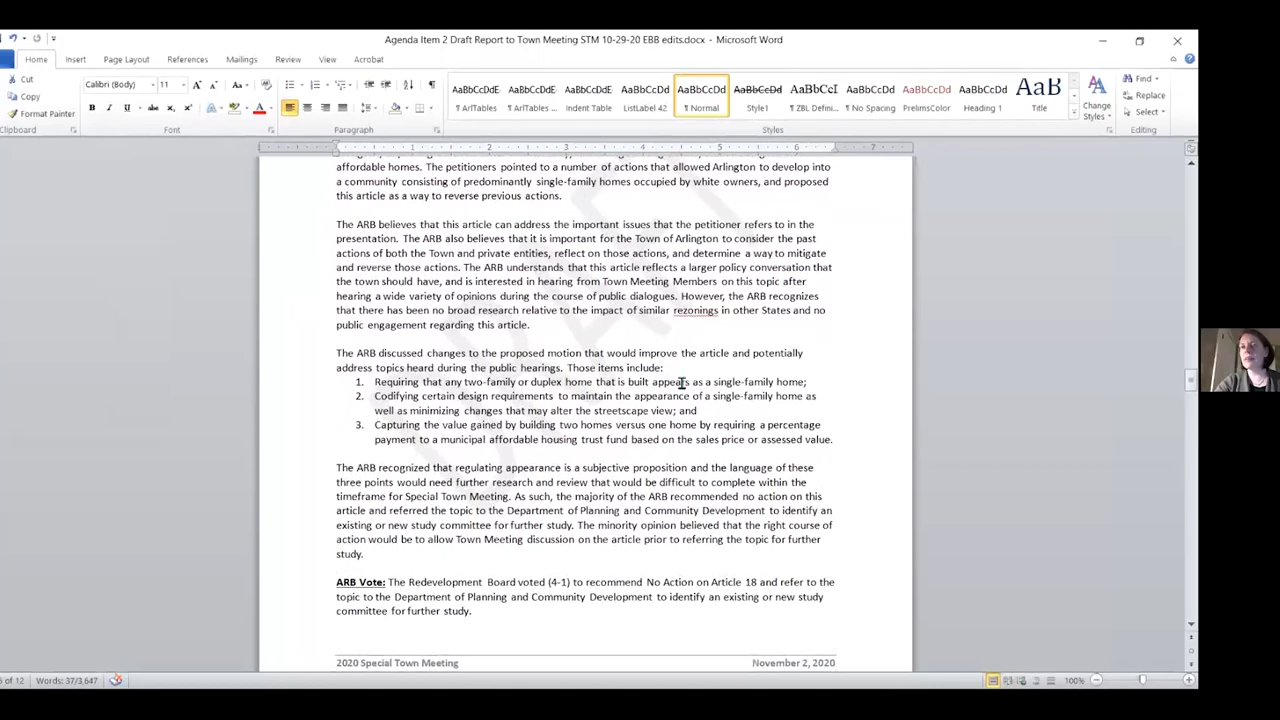 Agenda Item 2 Draft Report to Town Meeting STM 10-29-20 EBB edits.docx - Microsoft Word
Home Insert Page Layout References Mailings Review View Acrobat
Cut
Copy
Format Painter
Clipboard
Calibri (Body) 11
Font
Paragraph
AaBbCcDdE AaBbCcDdE AaBbCcDdE AaBbCcDd AaBbCcDd AaBbCcDd AaBbCcI AaBbCcDd AaBbCcDd AaBbCcDd AaB
¶ ArlTables ¶ ArlTables ... Indent Table ListLabel 42 ¶ Normal Style1 ¶ ZBL Defini... ¶ No Spacing PrelimsColor Heading 1 Title
Styles
Change Styles
Find
Replace
Select
Editing
1 2 3 4 5 6 7
DRAFT
affordable homes. The petitioners pointed to a number of actions that allowed Arlington to develop into
a community consisting of predominantly single-family homes occupied by white owners, and proposed
this article as a way to reverse previous actions.
The ARB believes that this article can address the important issues that the petitioner refers to in the
presentation. The ARB also believes that it is important for the Town of Arlington to consider the past
actions of both the Town and private entities, reflect on those actions, and determine a way to mitigate
and reverse those actions. The ARB understands that this article reflects a larger policy conversation that
the town should have, and is interested in hearing from Town Meeting Members on this topic after
hearing a wide variety of opinions during the course of public dialogues. However, the ARB recognizes
that there has been no broad research relative to the impact of similar rezonings in other States and no
public engagement regarding this article.
The ARB discussed changes to the proposed motion that would improve the article and potentially
address topics heard during the public hearings. Those items include:
1. Requiring that any two-family or duplex home that is built appears as a single-family home;
2. Codifying certain design requirements to maintain the appearance of a single-family home as
well as minimizing changes that may alter the streetscape view; and
3. Capturing the value gained by building two homes versus one home by requiring a percentage
payment to a municipal affordable housing trust fund based on the sales price or assessed value.
The ARB recognized that regulating appearance is a subjective proposition and the language of these
three points would need further research and review that would be difficult to complete within the
timeframe for Special Town Meeting. As such, the majority of the ARB recommended no action on this
article and referred the topic to the Department of Planning and Community Development to identify an
existing or new study committee for further study. The minority opinion believed that the right course of
action would be to allow Town Meeting discussion on the article prior to referring the topic for further
study.
ARB Vote: The Redevelopment Board voted (4-1) to recommend No Action on Article 18 and refer to the
topic to the Department of Planning and Community Development to identify an existing or new study
committee for further study.
2020 Special Town Meeting November 2, 2020
of 12 Words: 37/3,647 100%